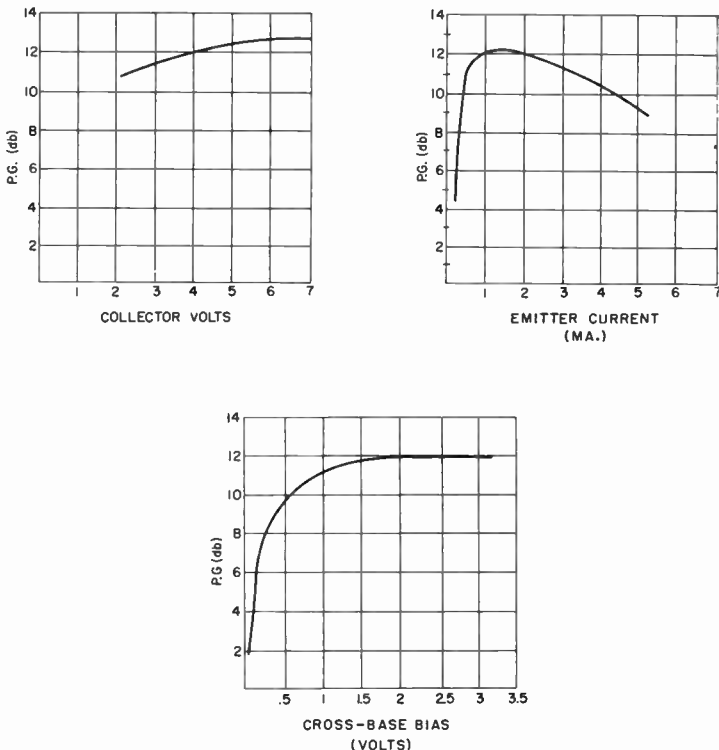 14
12
10
8
6
4
2
P.G. (db)
1 2 3 4 5 6 7
COLLECTOR VOLTS
14
12
10
8
6
4
2
P.G. (db)
1 2 3 4 5 6 7
EMITTER CURRENT
(MA.)
14
12
10
8
6
4
2
P.G (db)
.5 1 1.5 2 2.5 3 3.5
CROSS-BASE BIAS
(VOLTS)